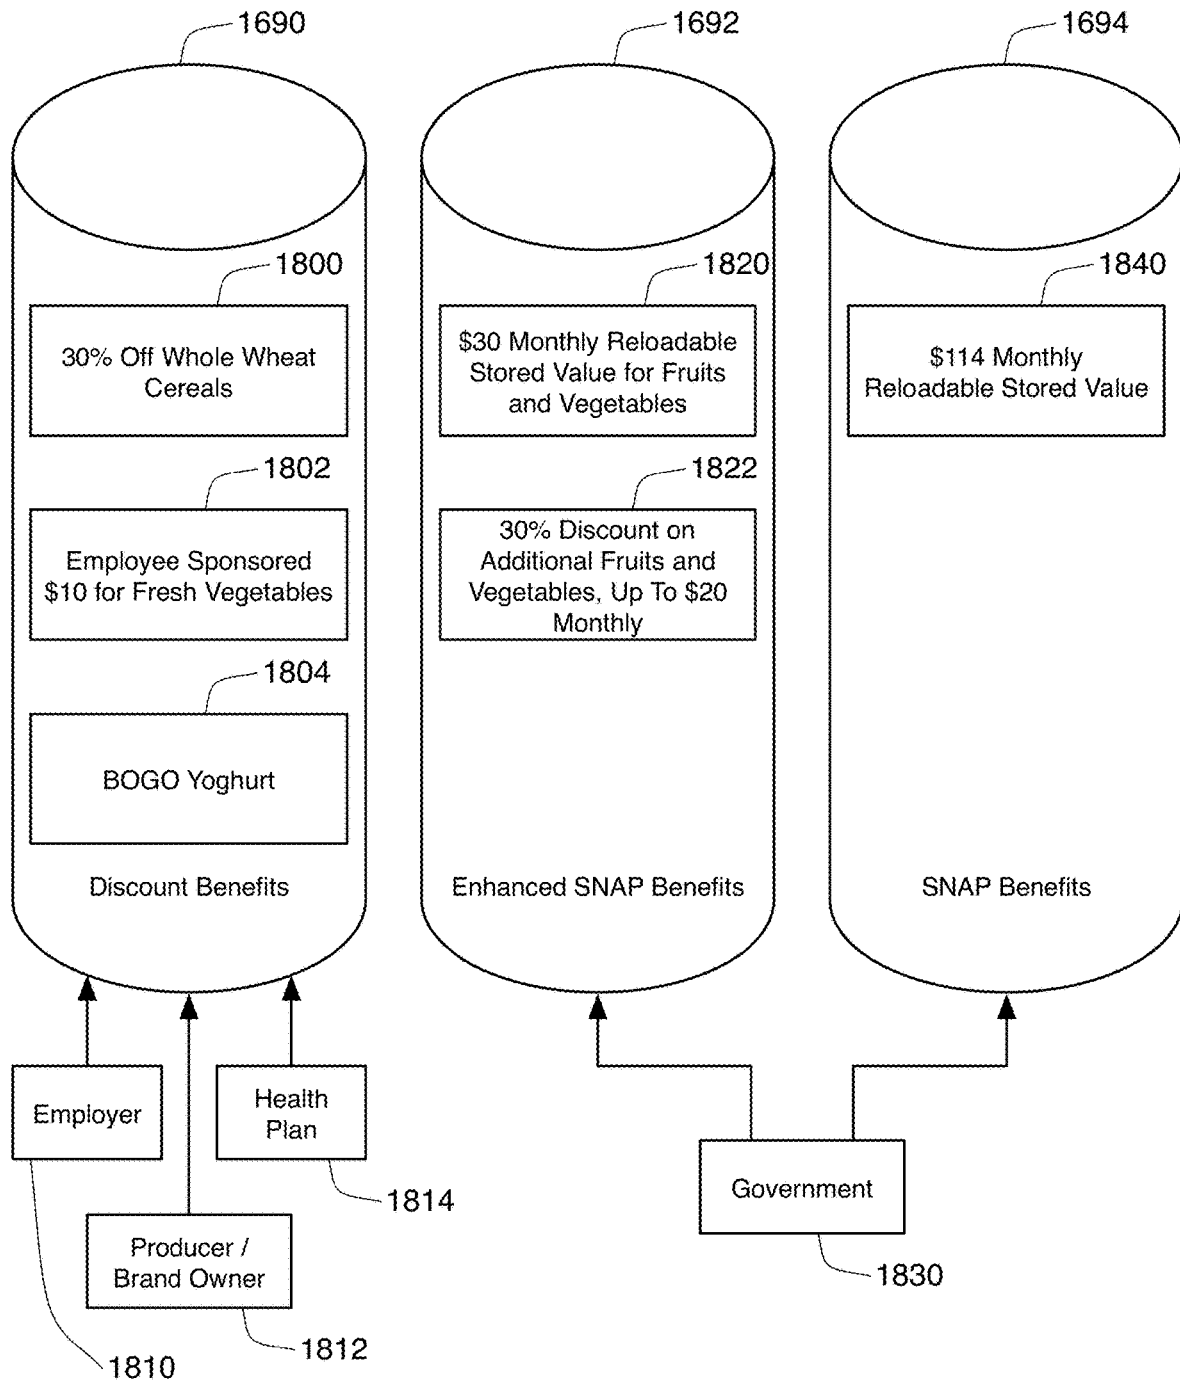 1690
1692
1694
1800
30% Off Whole Wheat
Cereals
1802
Employee Sponsored
$10 for Fresh Vegetables
1804
BOGO Yoghurt
Discount Benefits
1820
$30 Monthly Reloadable
Stored Value for Fruits
and Vegetables
1822
30% Discount on
Additional Fruits and
Vegetables, Up To $20
Monthly
Enhanced SNAP Benefits
1840
$114 Monthly
Reloadable Stored Value
SNAP Benefits
Employer
1810
Producer /
Brand Owner
1812
Health
Plan
1814
Government
1830